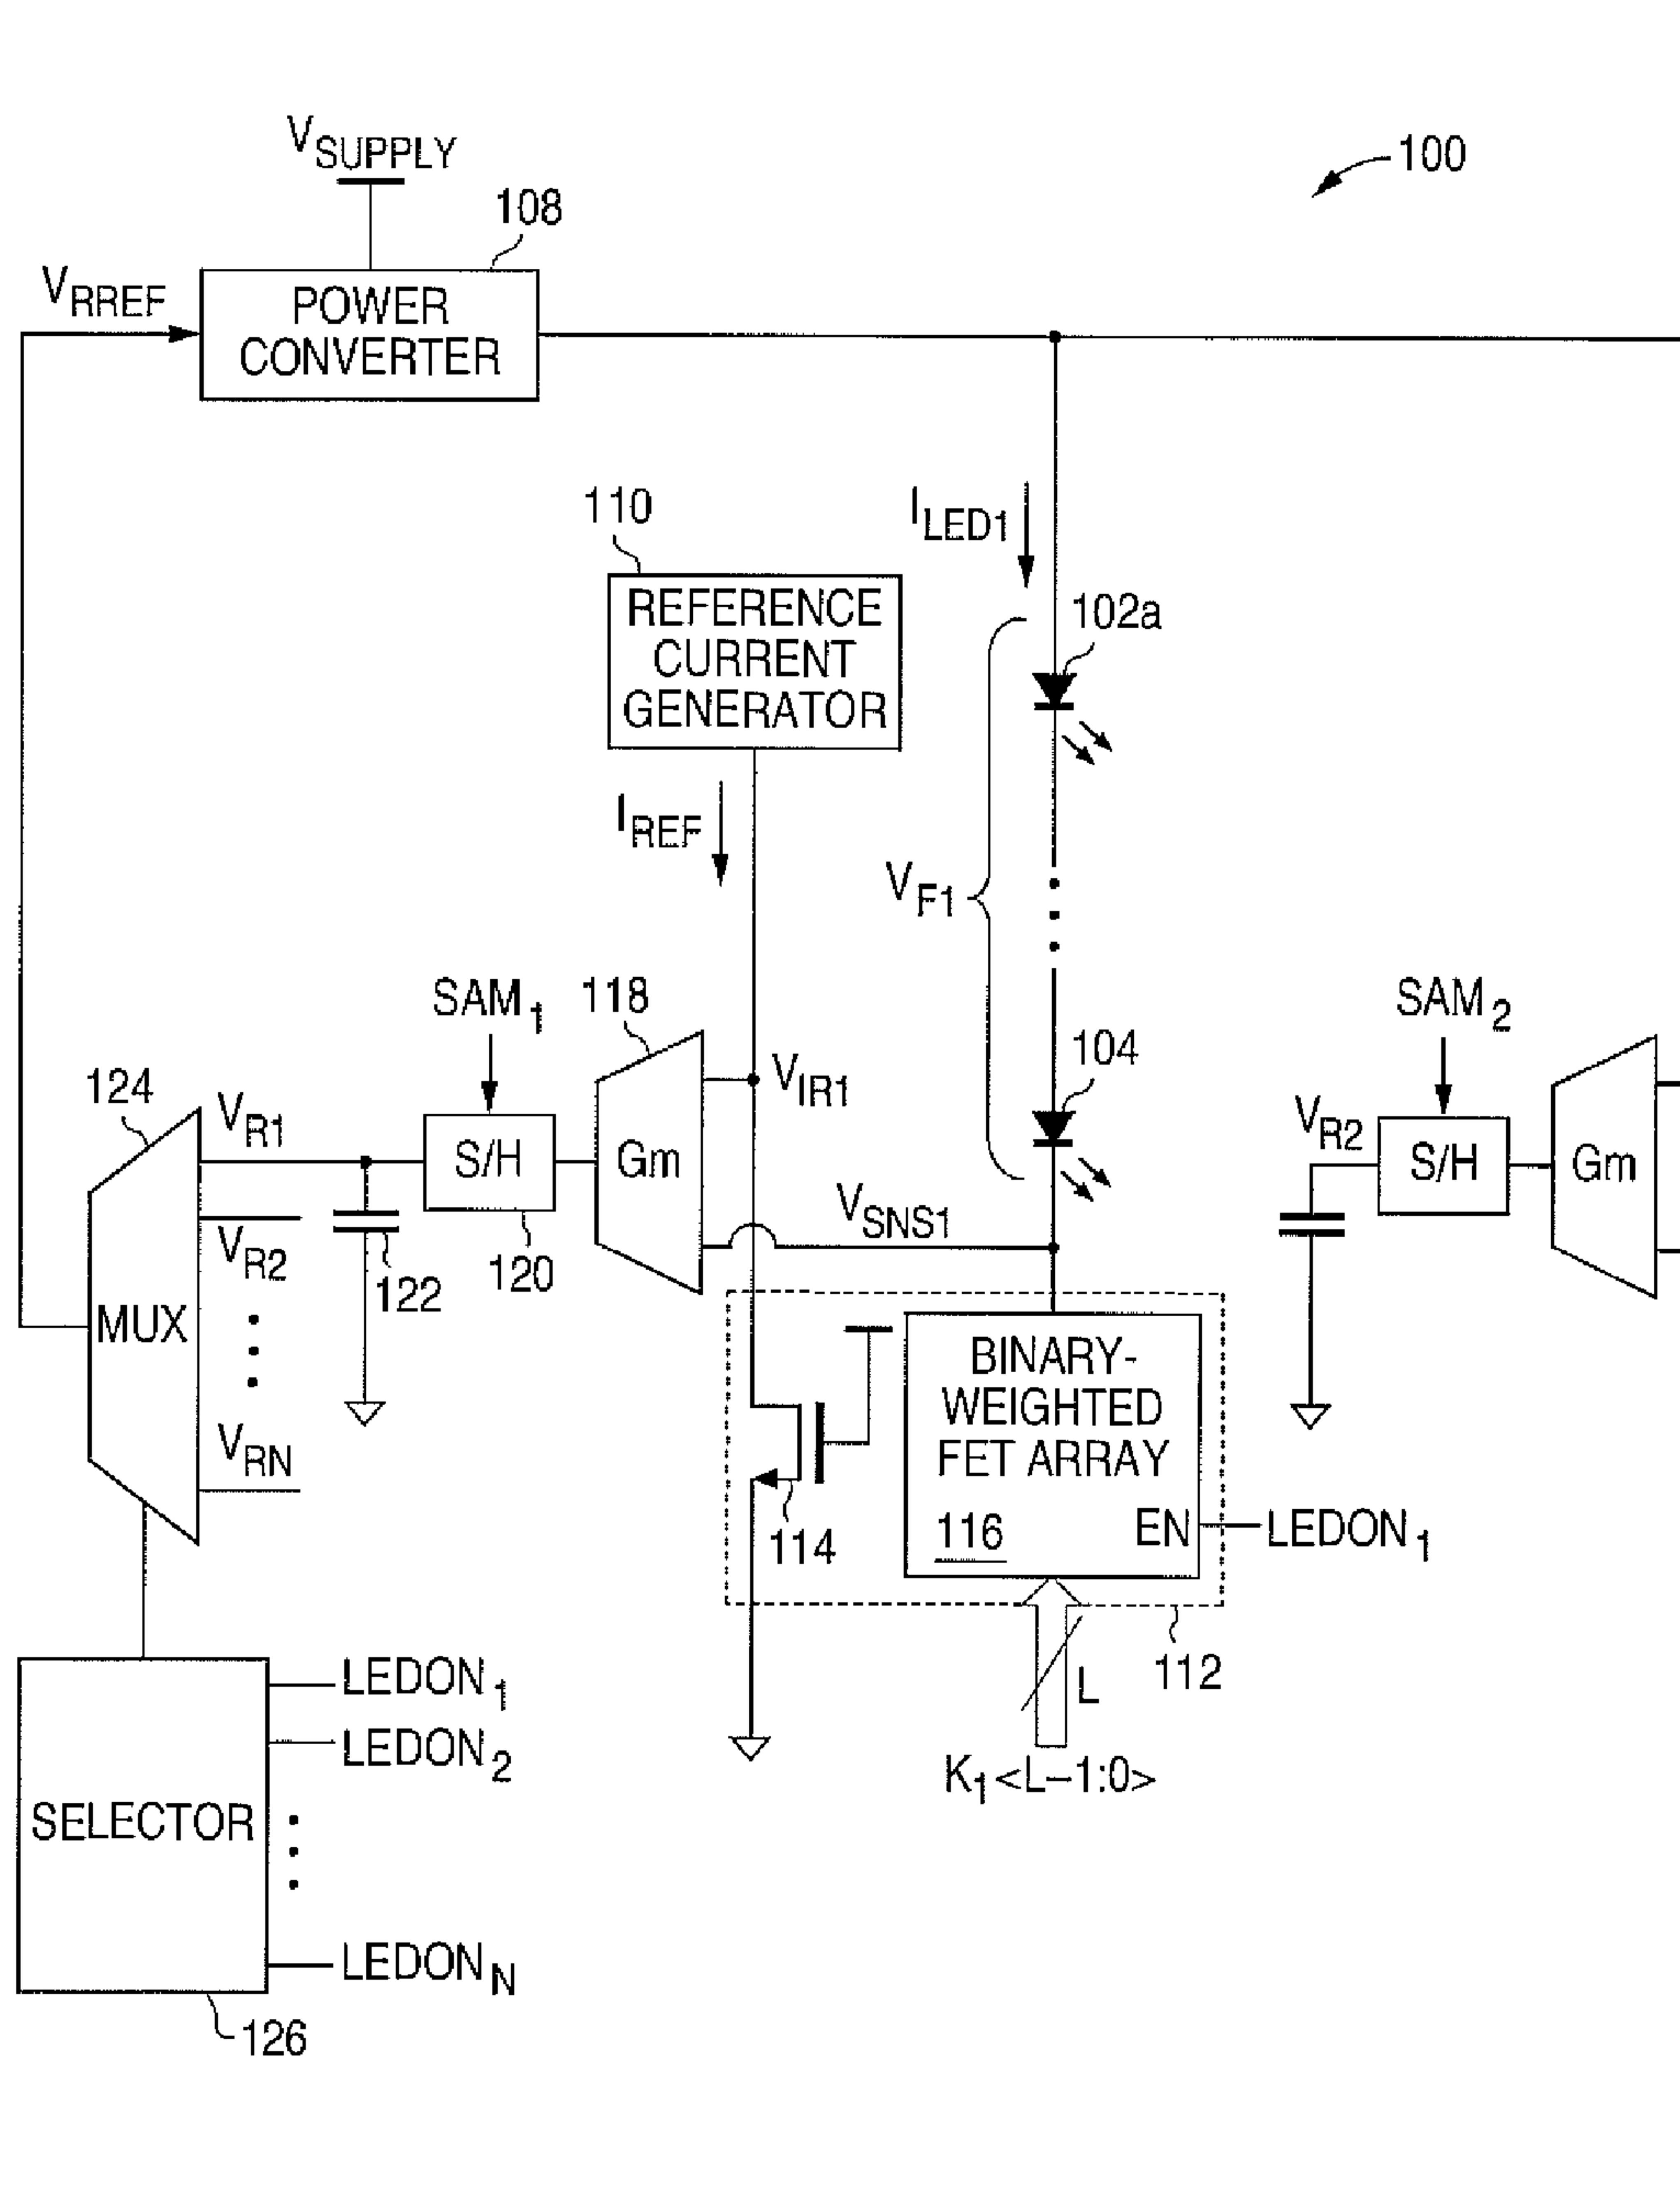 VSUPPLY
100
108
VRREF
POWER
CONVERTER
110
ILED1
REFERENCE
CURRENT
GENERATOR
102a
IREF
VF1
SAM1
118
SAM2
104
124
VR1
VIR1
VR2
S/H
Gm
S/H
Gm
VSNS1
VR2
122
120
MUX
BINARY-
WEIGHTED
FET ARRAY
VRN
116
EN
LEDON1
114
112
LEDON1
L
LEDON2
K1<L–1:0>
SELECTOR
LEDONN
126